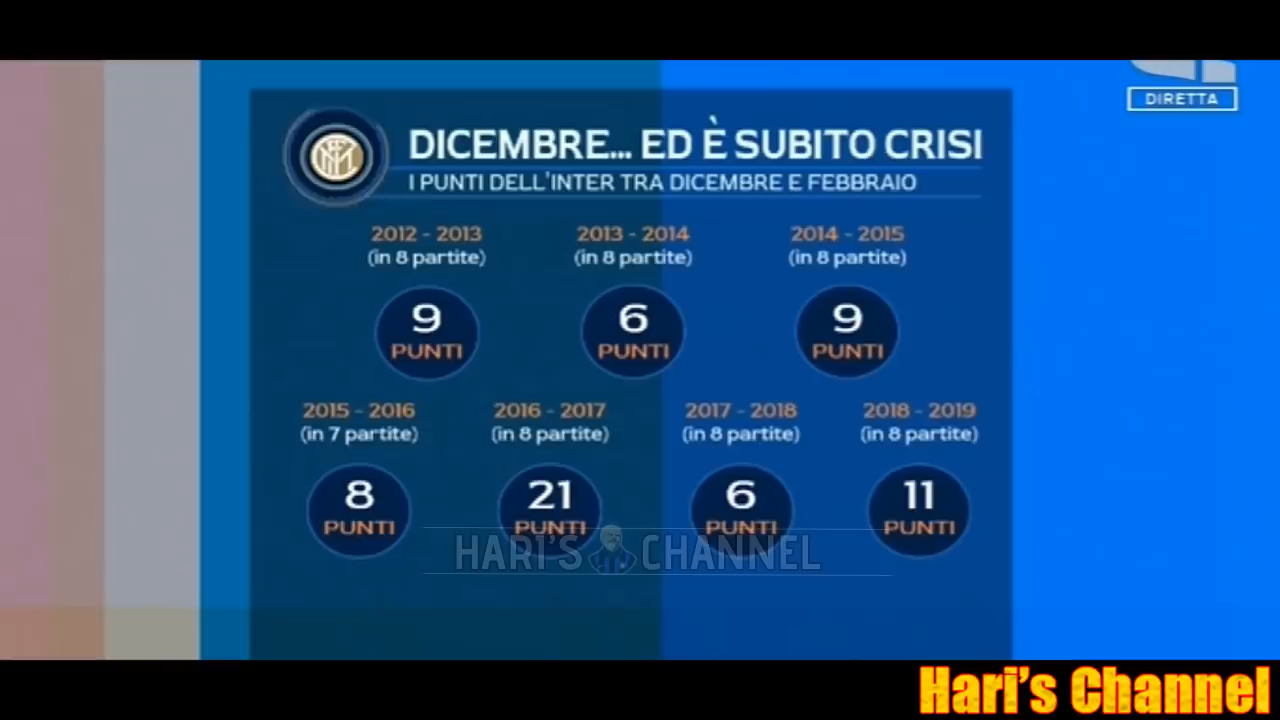 DIRETTA
DICEMBRE... ED È SUBITO CRISI
I PUNTI DELL'INTER TRA DICEMBRE E FEBBRAIO
2012 - 2013 2013 - 2014 2014 - 2015
(in 8 partite) (in 8 partite) (in 8 partite)
9 6 9
PUNTI PUNTI PUNTI
2015 - 2016 2016 - 2017 2017 - 2018 2018 - 2019
(in 7 partite) (in 8 partite) (in 8 partite) (in 8 partite)
8 21 6 11
PUNTI PUNTI PUNTI PUNTI
HARI'S CHANNEL
Hari's Channel